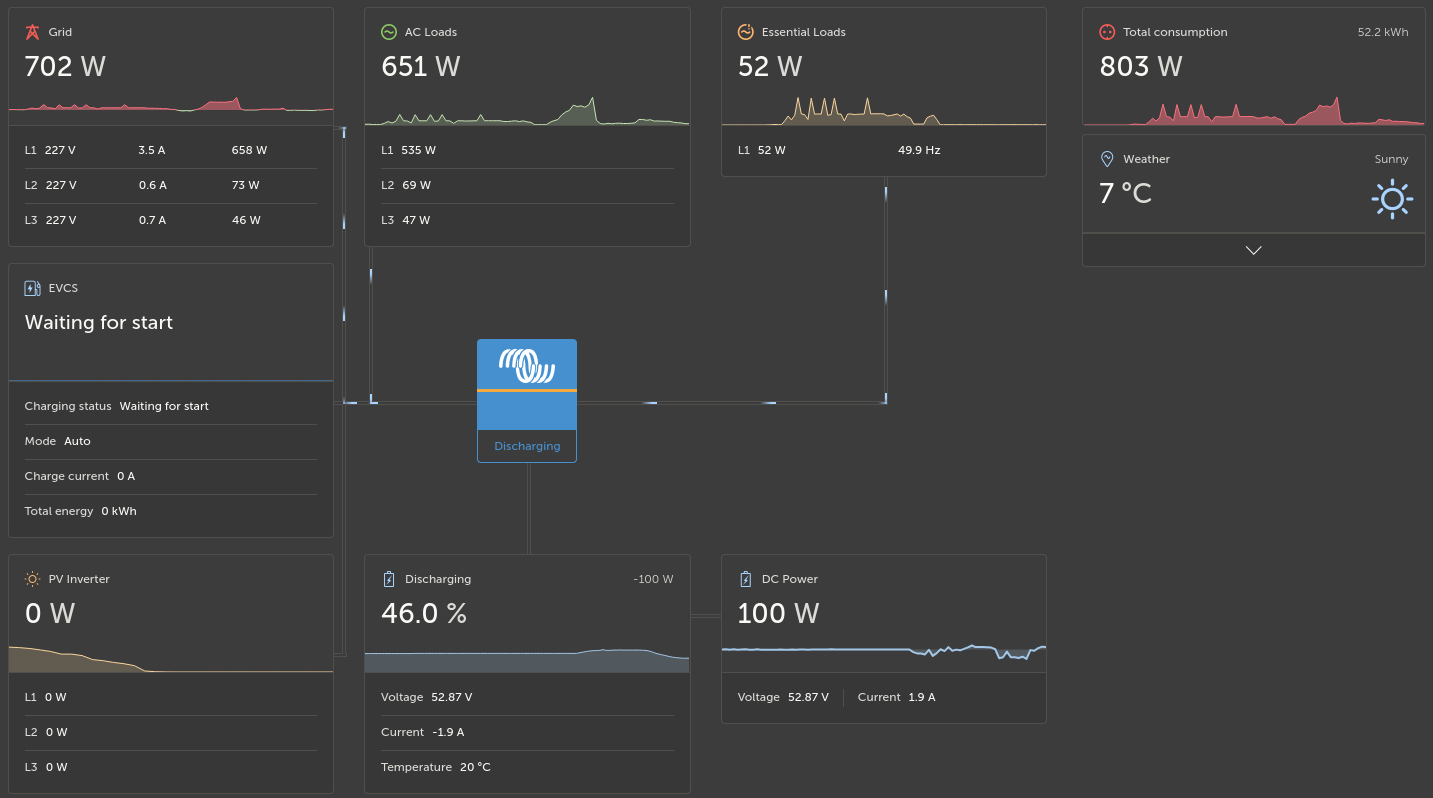 Grid
702 W
L1 227 V 3.5 A 658 W
L2 227 V 0.6 A 73 W
L3 227 V 0.7 A 46 W
AC Loads
651 W
L1 535 W
L2 69 W
L3 47 W
Essential Loads
52 W
L1 52 W 49.9 Hz
Total consumption 52.2 kWh
803 W
Weather Sunny
7 °C
EVCS
Waiting for start
Charging status Waiting for start
Mode Auto
Charge current 0 A
Total energy 0 kWh
Discharging
PV Inverter
0 W
L1 0 W
L2 0 W
L3 0 W
Discharging -100 W
46.0 %
Voltage 52.87 V
Current -1.9 A
Temperature 20 °C
DC Power
100 W
Voltage 52.87 V Current 1.9 A